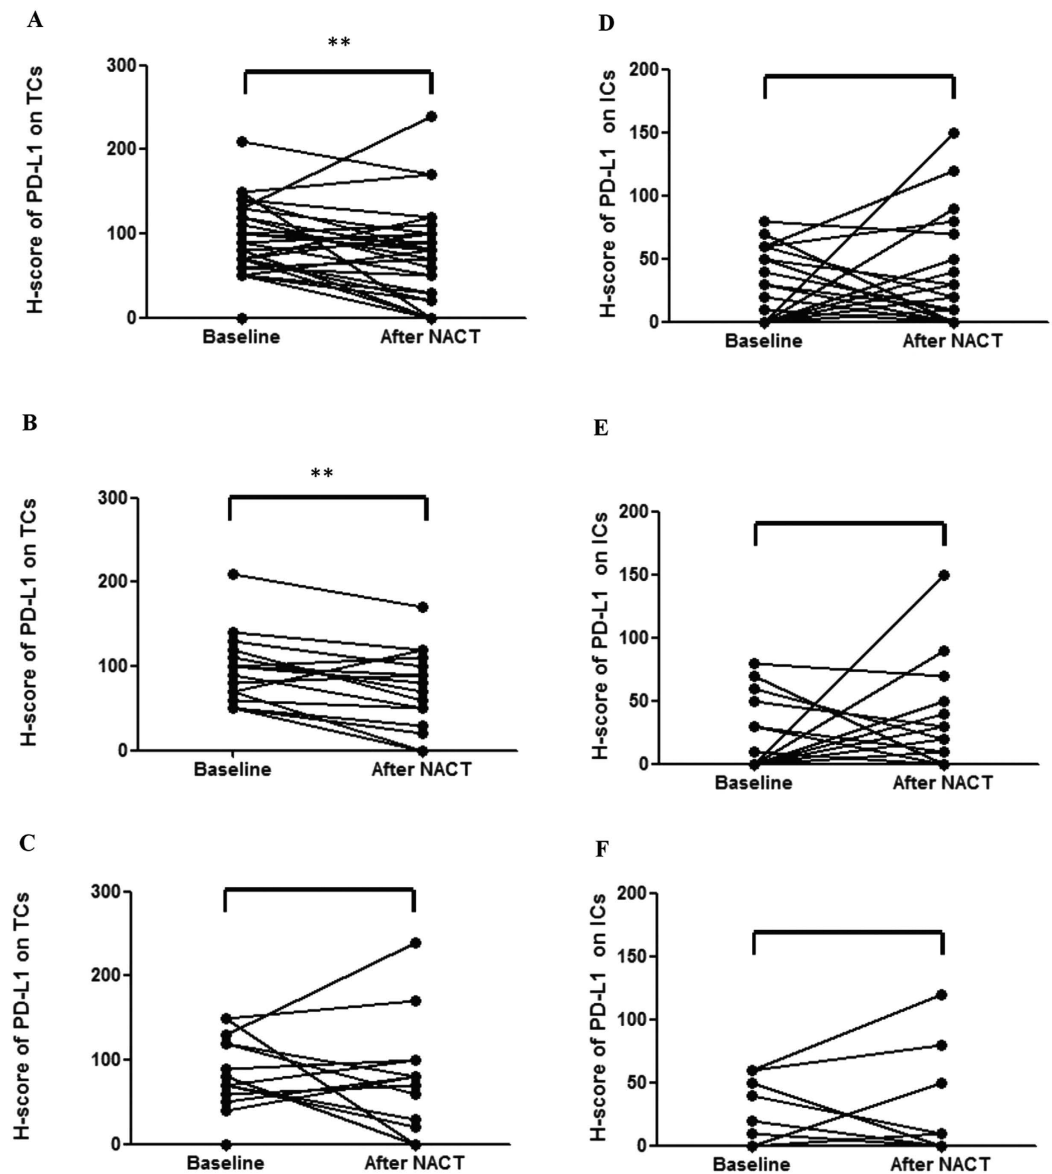 A
**
H-score of PD-L1 on TCs
300
200
100
0
Baseline
After NACT
D
H-score of PD-L1 on ICs
200
150
100
50
0
Baseline
After NACT
B
**
H-score of PD-L1 on TCs
300
200
100
0
Baseline
After NACT
E
H-score of PD-L1 on ICs
200
150
100
50
0
Baseline
After NACT
C
H-score of PD-L1 on TCs
300
200
100
0
Baseline
After NACT
F
H-score of PD-L1 on ICs
200
150
100
50
0
Baseline
After NACT